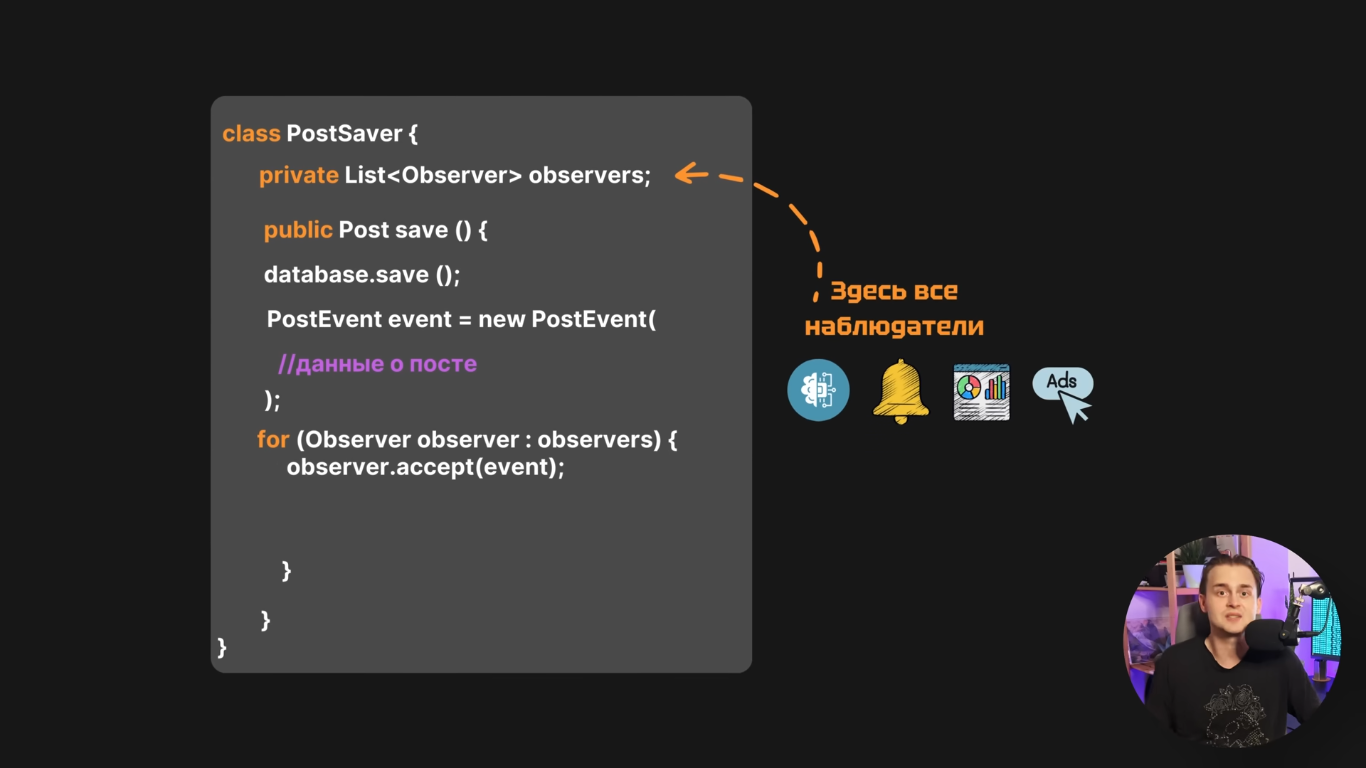 class PostSaver {
private List<Observer> observers;
public Post save () {
database.save ();
PostEvent event = new PostEvent(
//данные о посте
);
for (Observer observer : observers) {
observer.accept(event);
}
}
}
Здесь все
наблюдатели
Ads